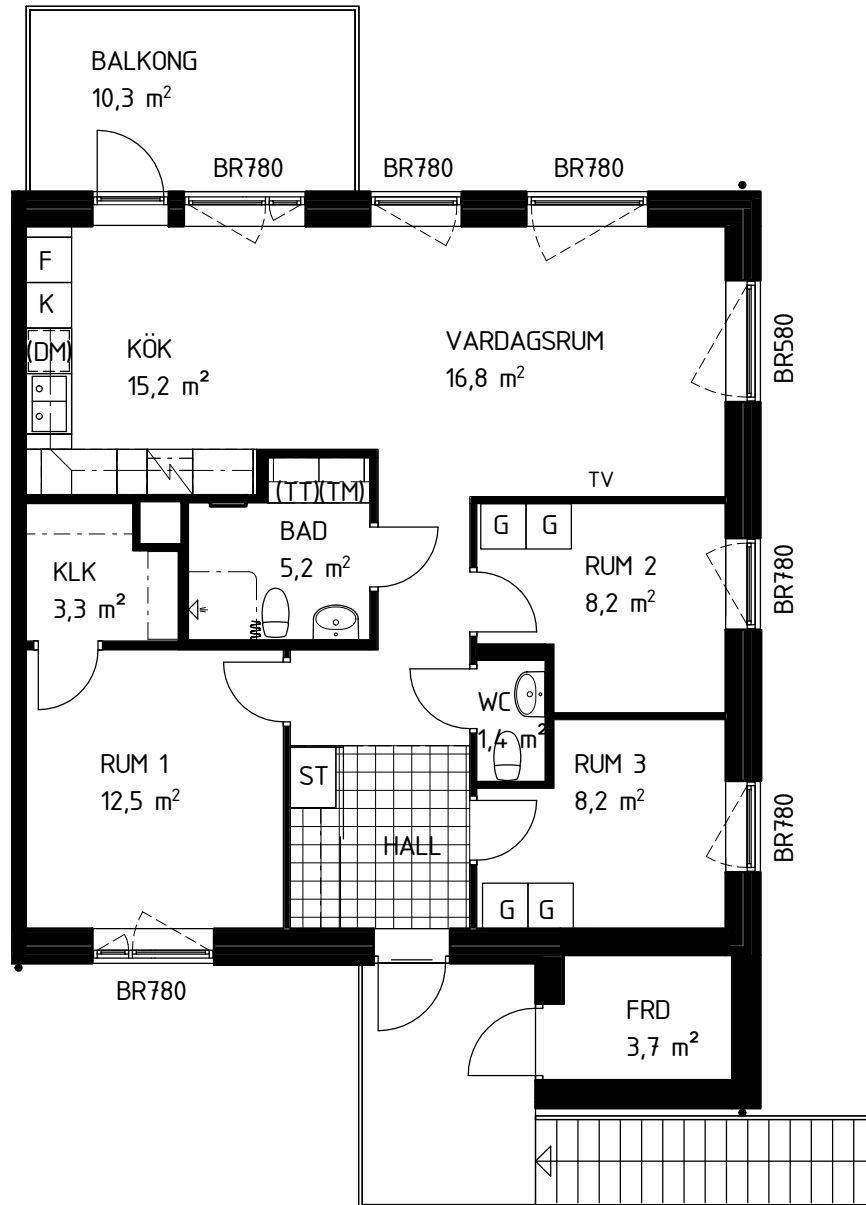 BALKONG
10,3 m²
BR780 BR780 BR780
F
K
(DM)
KÖK
15,2 m²
VARDAGSRUM
16,8 m²
BR580
TV
(TT)(TM)
BAD
5,2 m²
G G
KLK
3,3 m²
RUM 2
8,2 m²
BR780
WC
1,4 m²
RUM 1
12,5 m²
ST
RUM 3
8,2 m²
BR780
HALL
G G
BR780
FRD
3,7 m²